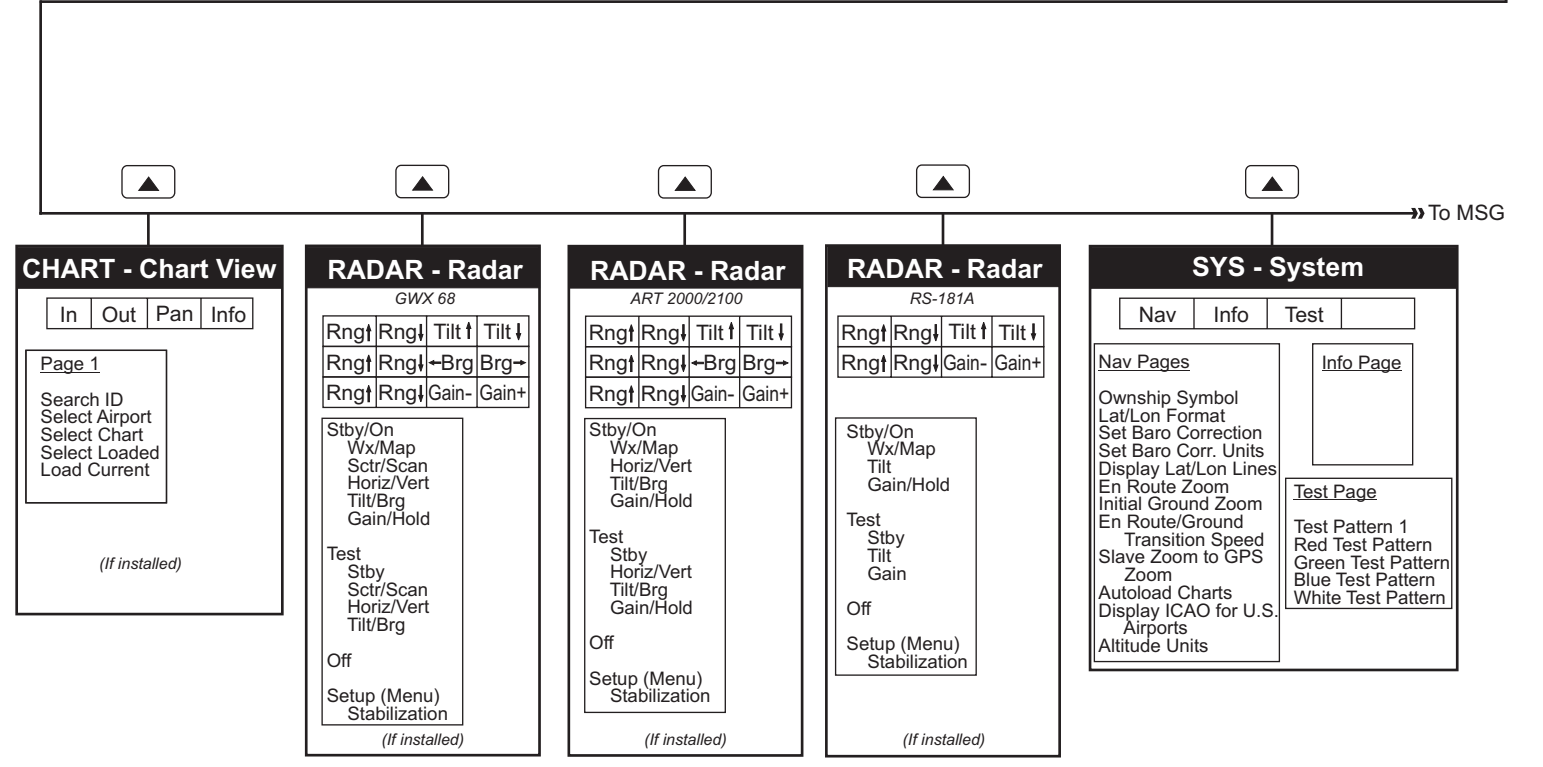 To MSG
CHART - Chart View
In Out Pan Info
Page 1
Search ID
Select Airport
Select Chart
Select Loaded
Load Current
(If installed)
RADAR - Radar
GWX 68
Rng↑ Rng↓ Tilt↑ Tilt↓
Rng↑ Rng↓ ←Brg Brg→
Rng↑ Rng↓ Gain- Gain+
Stby/On
Wx/Map
Sctr/Scan
Horiz/Vert
Tilt/Brg
Gain/Hold
Test
Stby
Sctr/Scan
Horiz/Vert
Tilt/Brg
Off
Setup (Menu)
Stabilization
(If installed)
RADAR - Radar
ART 2000/2100
Rng↑ Rng↓ Tilt↑ Tilt↓
Rng↑ Rng↓ ←Brg Brg→
Rng↑ Rng↓ Gain- Gain+
Stby/On
Wx/Map
Horiz/Vert
Tilt/Brg
Gain/Hold
Test
Stby
Horiz/Vert
Tilt/Brg
Gain/Hold
Off
Setup (Menu)
Stabilization
(If installed)
RADAR - Radar
RS-181A
Rng↑ Rng↓ Tilt↑ Tilt↓
Rng↑ Rng↓ Gain- Gain+
Stby/On
Wx/Map
Tilt
Gain/Hold
Test
Stby
Tilt
Gain
Off
Setup (Menu)
Stabilization
(If installed)
SYS - System
Nav Info Test
Nav Pages
Ownship Symbol
Lat/Lon Format
Set Baro Correction
Set Baro Corr. Units
Display Lat/Lon Lines
En Route Zoom
Initial Ground Zoom
En Route/Ground
Transition Speed
Slave Zoom to GPS
Zoom
Autoload Charts
Display ICAO for U.S.
Airports
Altitude Units
Info Page
Test Page
Test Pattern 1
Red Test Pattern
Green Test Pattern
Blue Test Pattern
White Test Pattern